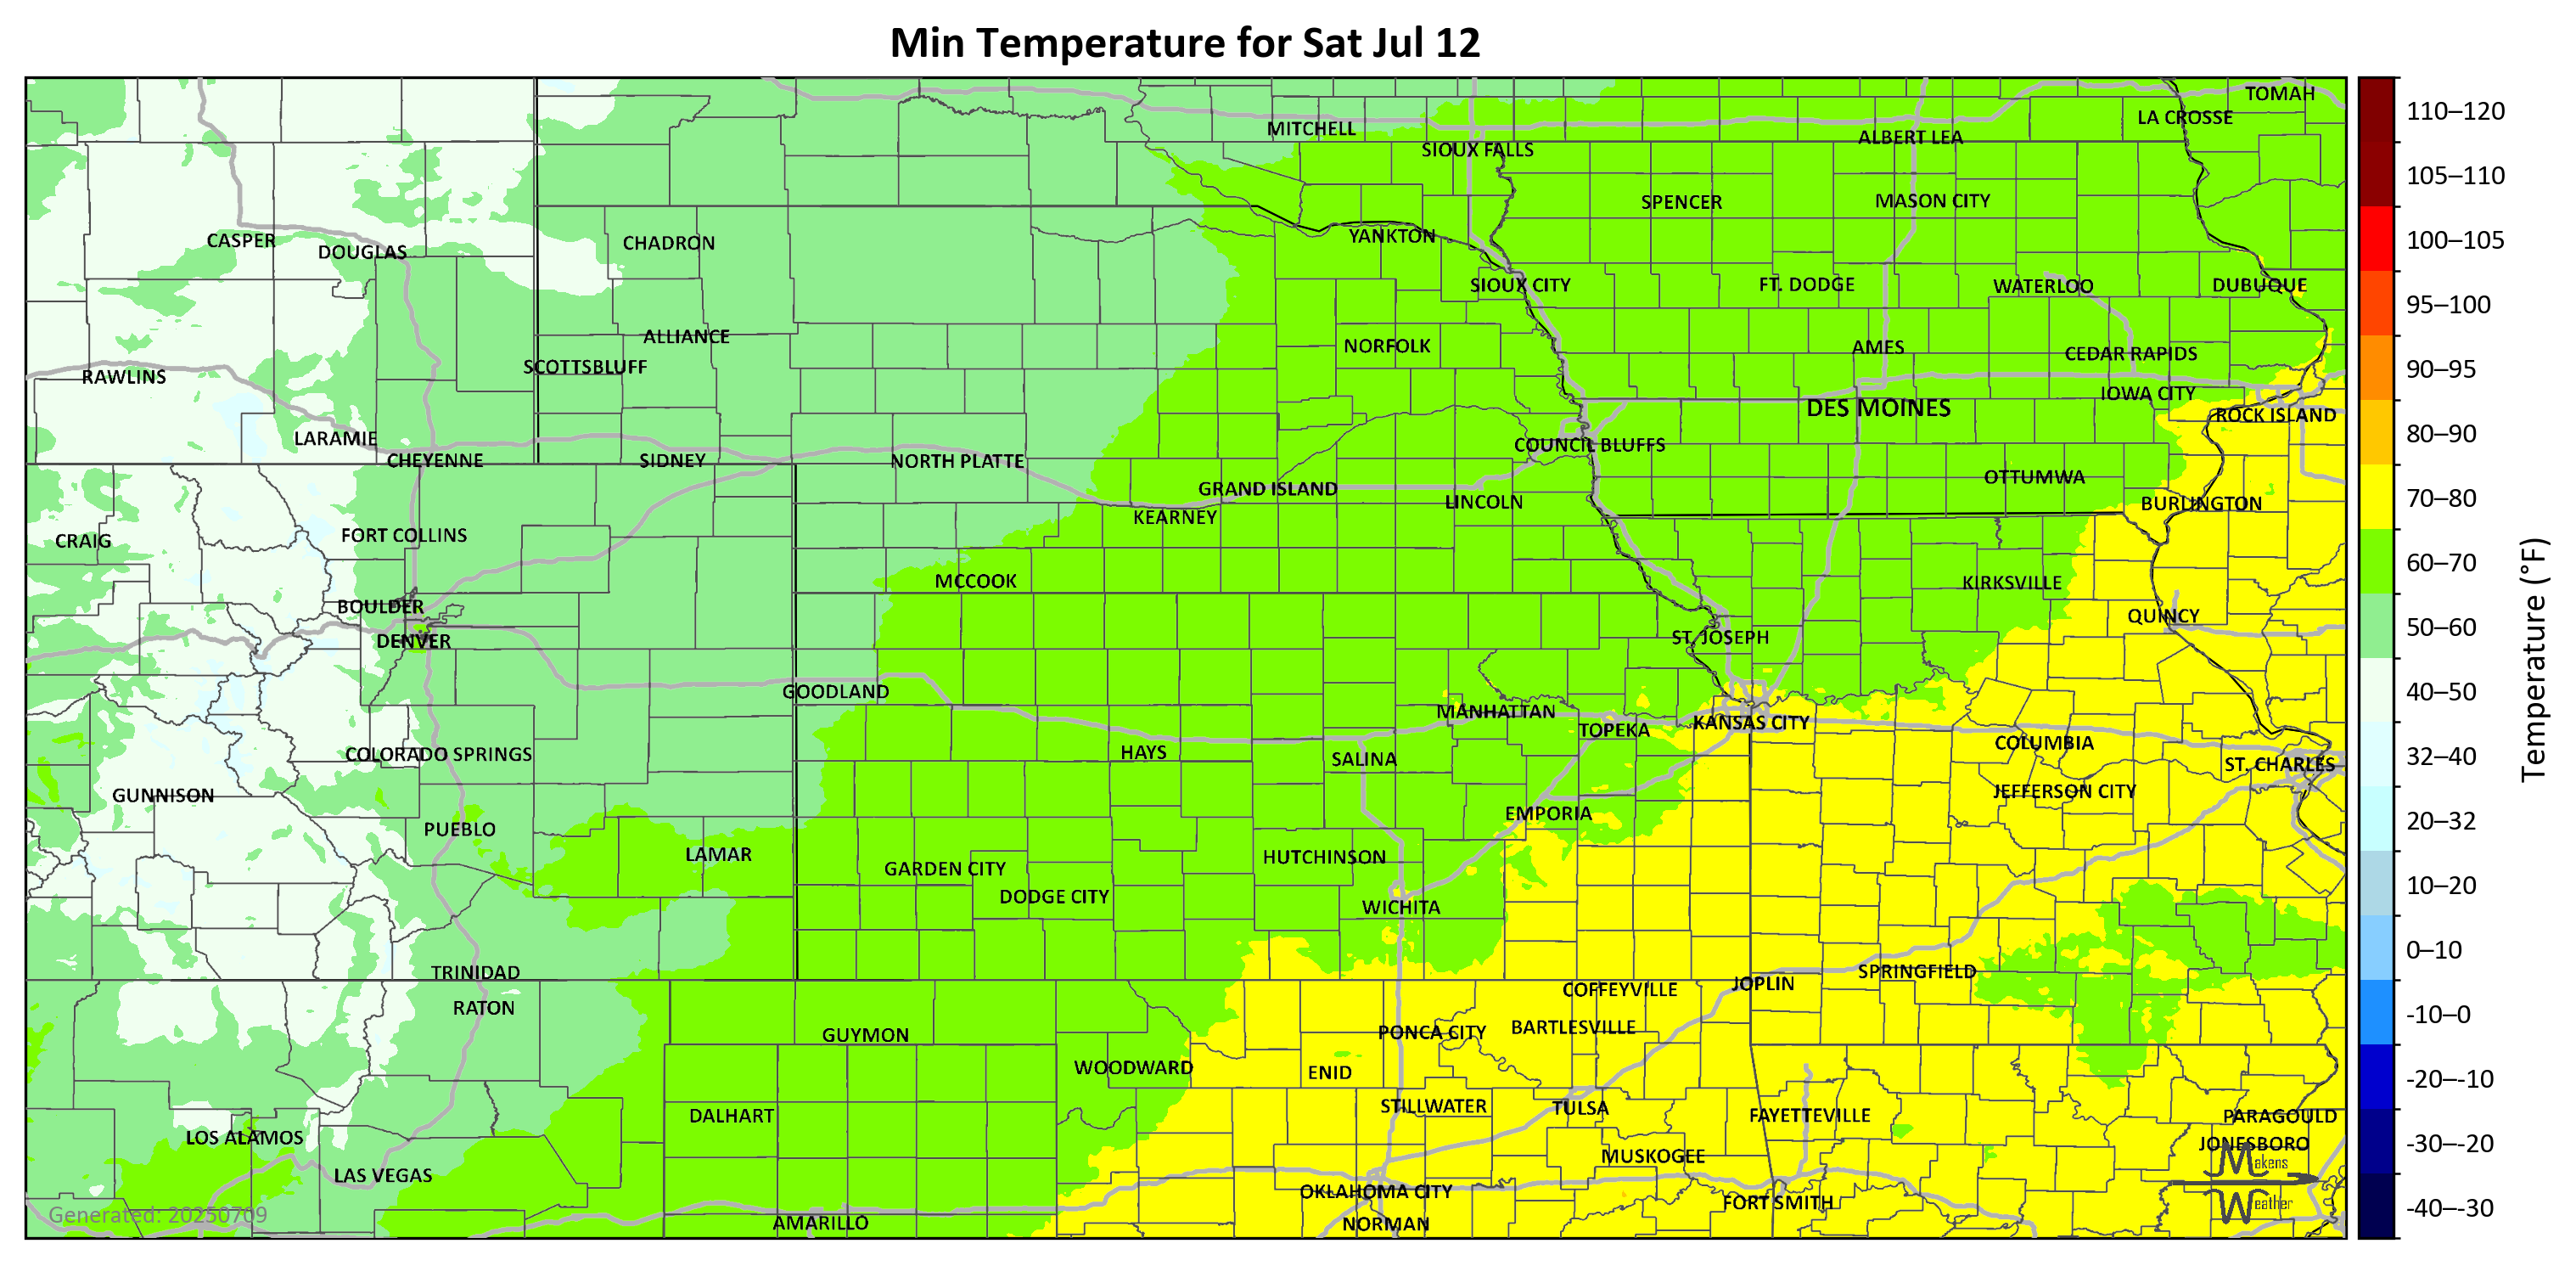 Min Temperature for Sat Jul 12
TOMAH
LA CROSSE
MITCHELL
ALBERT LEA
SIOUX FALLS
SPENCER
MASON CITY
CASPER
DOUGLAS
CHADRON
YANKTON
SIOUX CITY
FT. DODGE
WATERLOO
DUBUQUE
ALLIANCE
NORFOLK
AMES
CEDAR RAPIDS
SCOTTSBLUFF
RAWLINS
IOWA CITY
DES MOINES
ROCK ISLAND
LARAMIE
COUNCIL BLUFFS
CHEYENNE
SIDNEY
NORTH PLATTE
OTTUMWA
GRAND ISLAND
LINCOLN
BURLINGTON
KEARNEY
FORT COLLINS
CRAIG
MCCOOK
KIRKSVILLE
BOULDER
QUINCY
DENVER
ST. JOSEPH
GOODLAND
MANHATTAN
KANSAS CITY
TOPEKA
COLUMBIA
COLORADO SPRINGS
HAYS
SALINA
ST. CHARLES
GUNNISON
JEFFERSON CITY
EMPORIA
PUEBLO
LAMAR
HUTCHINSON
GARDEN CITY
DODGE CITY
WICHITA
TRINIDAD
SPRINGFIELD
JOPLIN
COFFEYVILLE
RATON
BARTLESVILLE
PONCA CITY
GUYMON
WOODWARD
ENID
STILLWATER
TULSA
DALHART
FAYETTEVILLE
PARAGOULD
LOS ALAMOS
JONESBORO
MUSKOGEE
LAS VEGAS
OKLAHOMA CITY
FORT SMITH
AMARILLO
NORMAN
Generated: 20250709
Makens
Weather
110–120
105–110
100–105
95–100
90–95
80–90
70–80
60–70
50–60
40–50
32–40
20–32
10–20
0–10
-10–0
-20–-10
-30–-20
-40–-30
Temperature (°F)